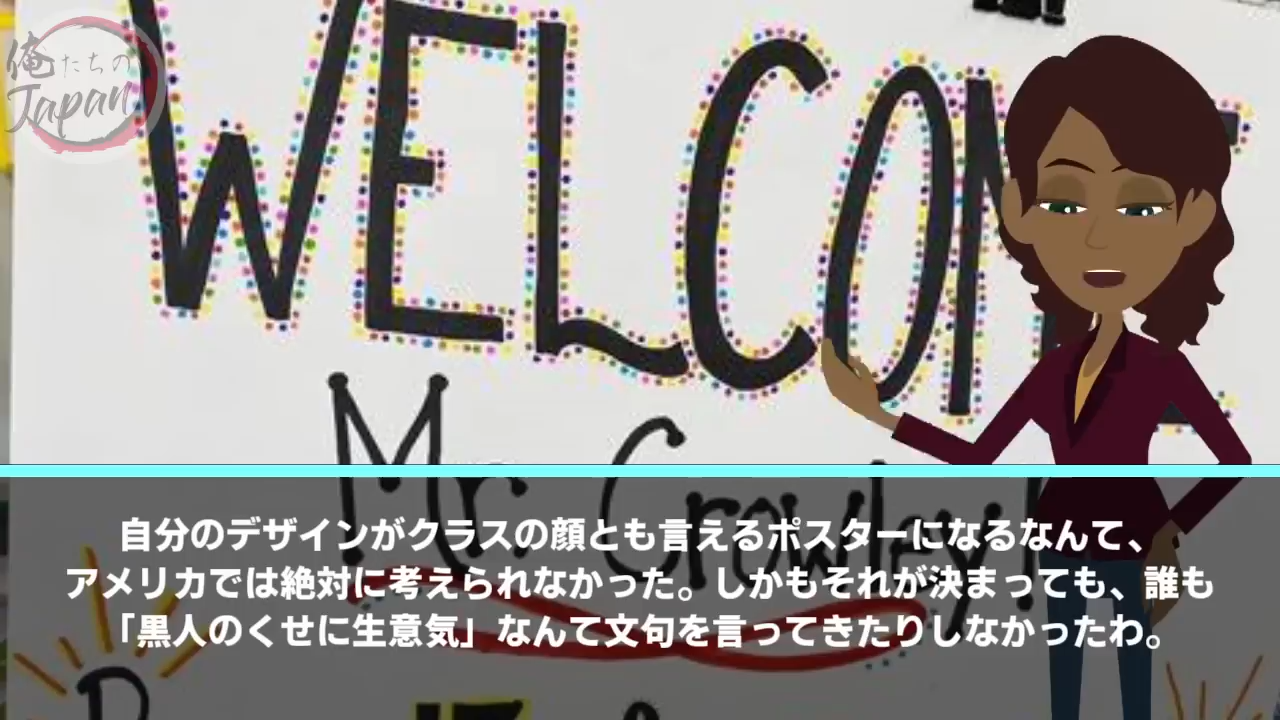 俺たちの
Japan
WELCOME
Mr. Crowley!
自分のデザインがクラスの顔とも言えるポスターになるなんて、
アメリカでは絶対に考えられなかった。しかもそれが決まっても、誰も
「黒人のくせに生意気」なんて文句を言ってきたりしなかったわ。